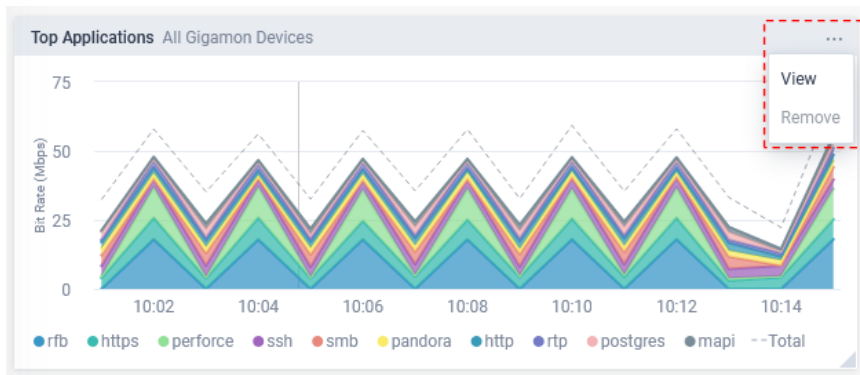 Top Applications All Gigamon Devices ...
View
Remove
75
50
25
0
Bit Rate (Mbps)
10:02 10:04 10:06 10:08 10:10 10:12 10:14
rfb https perforce ssh smb pandora http rtp postgres mapi Total